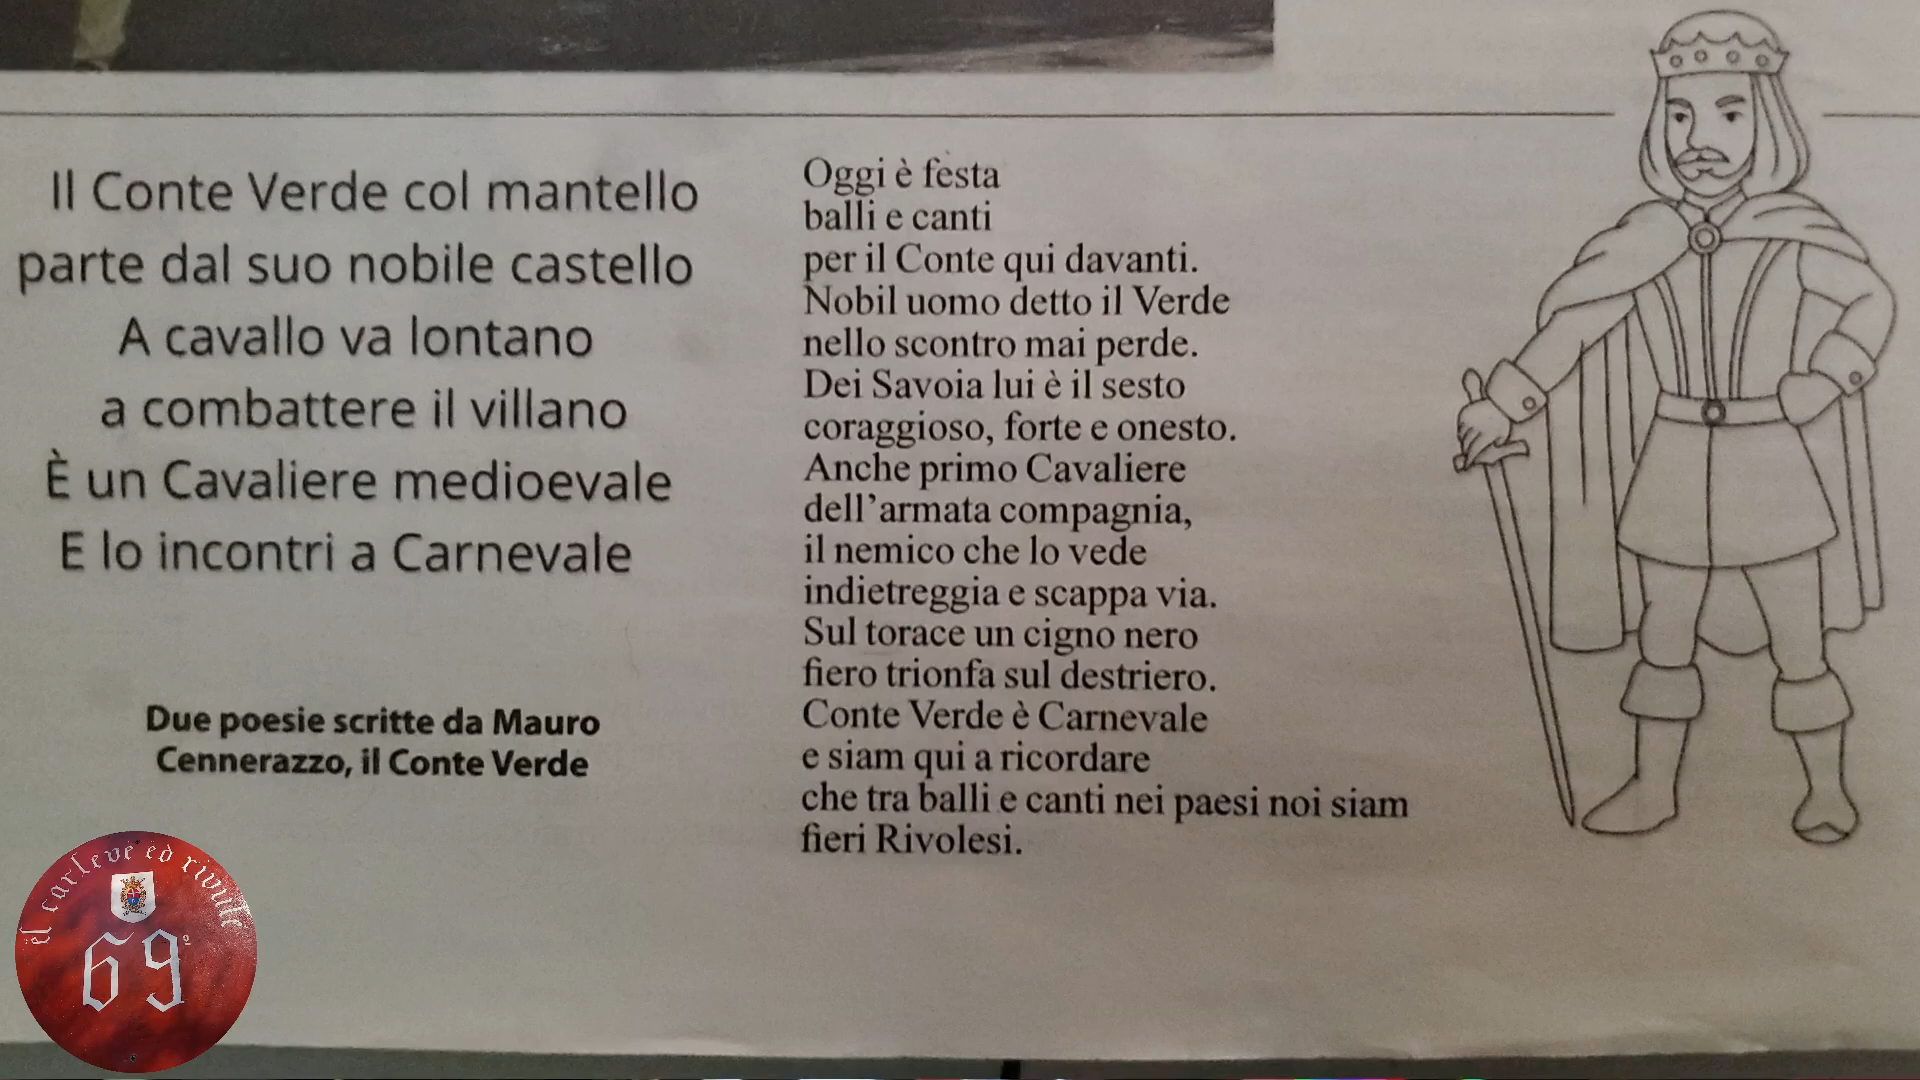 Il Conte Verde col mantello
parte dal suo nobile castello
A cavallo va lontano
a combattere il villano
È un Cavaliere medioevale
E lo incontri a Carnevale
Due poesie scritte da Mauro
Cennerazzo, il Conte Verde
Oggi è festa
balli e canti
per il Conte qui davanti.
Nobil uomo detto il Verde
nello scontro mai perde.
Dei Savoia lui è il sesto
coraggioso, forte e onesto.
Anche primo Cavaliere
dell’armata compagnia,
il nemico che lo vede
indietreggia e scappa via.
Sul torace un cigno nero
fiero trionfa sul destriero.
Conte Verde è Carnevale
e siam qui a ricordare
che tra balli e canti nei paesi noi siam
fieri Rivolesi.
ël carlevé ëd rivule
69º